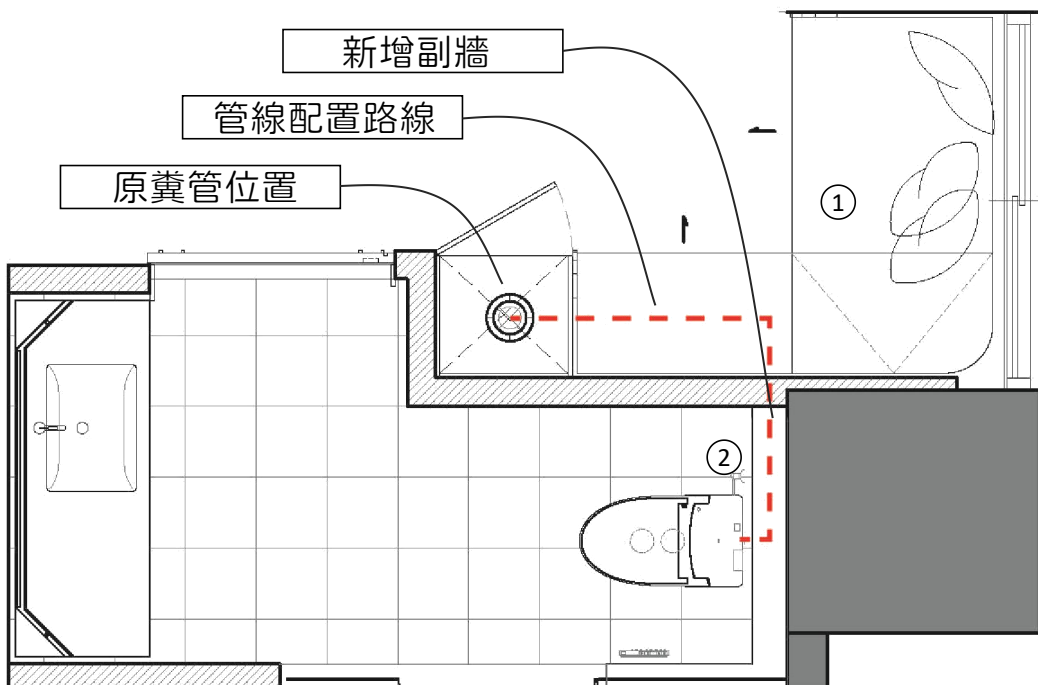 新增副牆
管線配置路線
原糞管位置
①
②